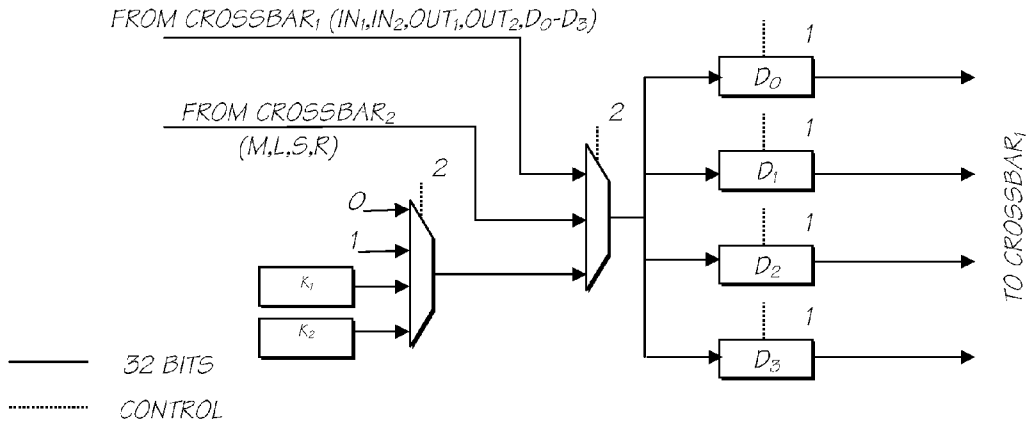 FROM CROSSBAR₁ (IN₁,IN₂,OUT₁,OUT₂,D₀-D₃)
1
D₀
FROM CROSSBAR₂
(M,L,S,R)
2
1
D₁
2
0
1
K₁
K₂
1
D₂
1
D₃
TO CROSSBAR₁
32 BITS
CONTROL